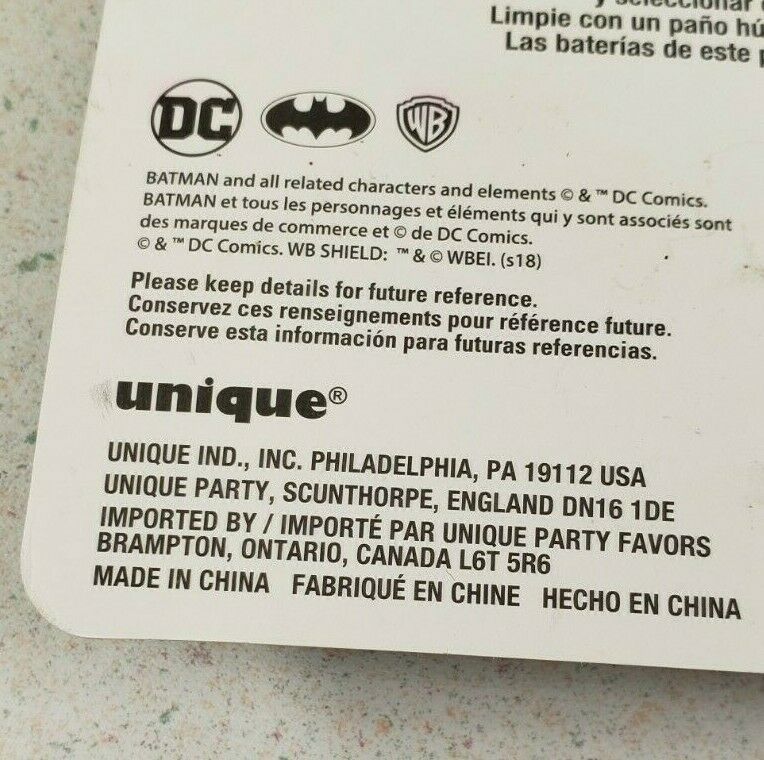 y seleccionar
Limpie con un paño
Las baterías de este
DC
WB
BATMAN and all related characters and elements © & ™ DC Comics.
BATMAN et tous les personnages et éléments qui y sont associés sont
des marques de commerce et © de DC Comics.
© & ™ DC Comics. WB SHIELD: ™ & © WBEI. (s18)
Please keep details for future reference.
Conservez ces renseignements pour référence future.
Conserve esta información para futuras referencias.
unique®
UNIQUE IND., INC. PHILADELPHIA, PA 19112 USA
UNIQUE PARTY, SCUNTHORPE, ENGLAND DN16 1DE
IMPORTED BY / IMPORTÉ PAR UNIQUE PARTY FAVORS
BRAMPTON, ONTARIO, CANADA L6T 5R6
MADE IN CHINA FABRIQUÉ EN CHINE HECHO EN CHINA